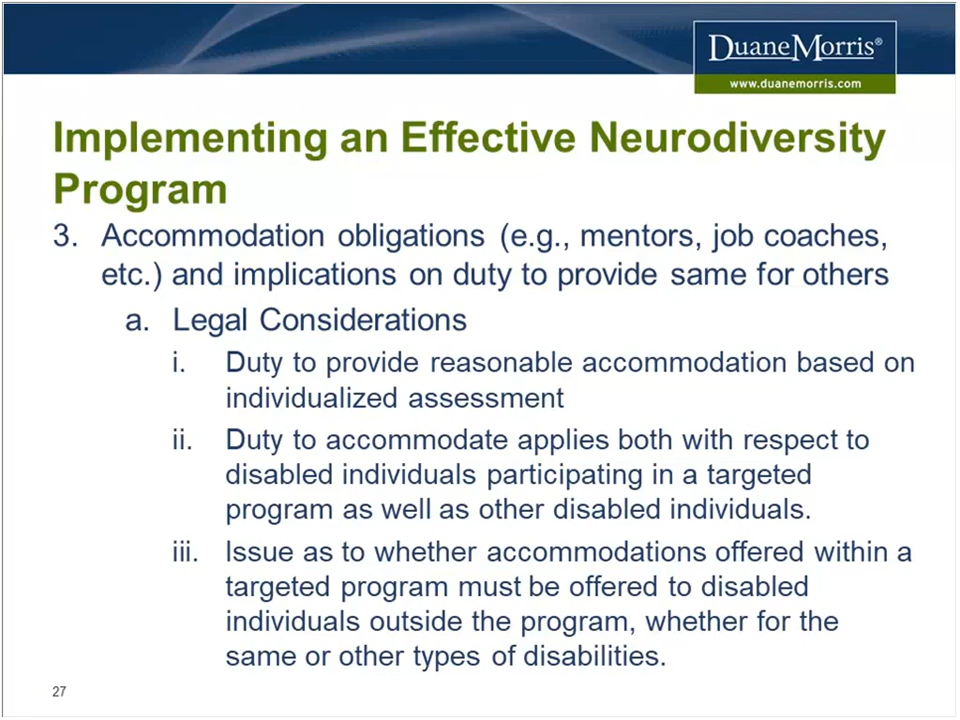 DuaneMorris®
www.duanemorris.com
Implementing an Effective Neurodiversity
Program
3. Accommodation obligations (e.g., mentors, job coaches,
etc.) and implications on duty to provide same for others
a. Legal Considerations
i. Duty to provide reasonable accommodation based on
individualized assessment
ii. Duty to accommodate applies both with respect to
disabled individuals participating in a targeted
program as well as other disabled individuals.
iii. Issue as to whether accommodations offered within a
targeted program must be offered to disabled
individuals outside the program, whether for the
same or other types of disabilities.
27